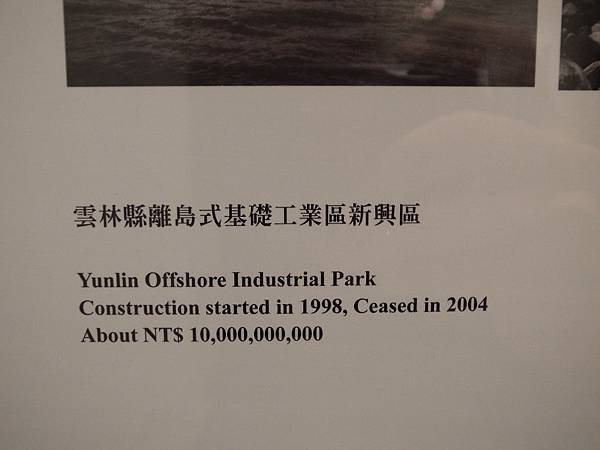 雲林縣離島式基礎工業區新興區
Yunlin Offshore Industrial Park
Construction started in 1998, Ceased in 2004
About NT$ 10,000,000,000